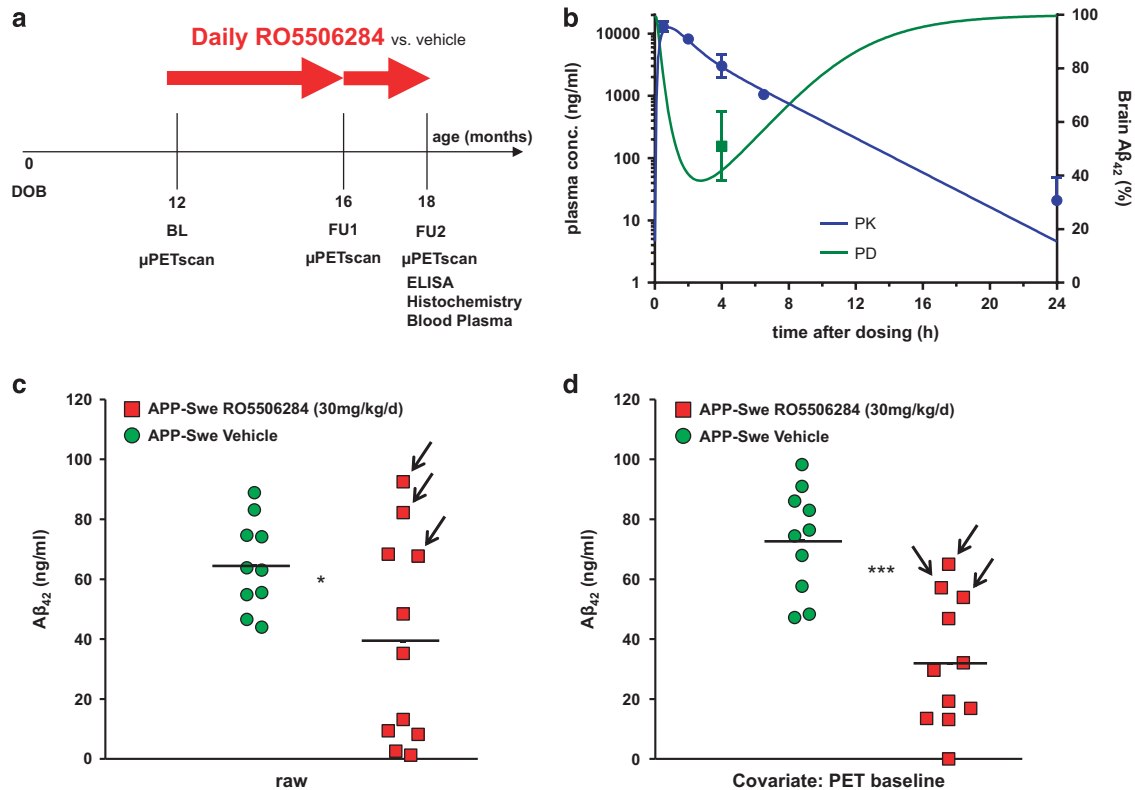 a
Daily RO5506284 vs. vehicle
age (months)
0
DOB
12
16
18
BL
FU1
FU2
µPETscan
µPETscan
µPETscan
ELISA
Histochemistry
Blood Plasma
b
plasma conc. (ng/ml)
10000
1000
100
10
1
100
80
60
40
20
0
Brain Aβ42 (%)
PK
PD
0
4
8
12
16
20
24
time after dosing (h)
c
APP-Swe RO5506284 (30mg/kg/d)
APP-Swe Vehicle
Aβ42 (ng/ml)
120
100
80
60
40
20
0
*
raw
d
APP-Swe RO5506284 (30mg/kg/d)
APP-Swe Vehicle
Aβ42 (ng/ml)
120
100
80
60
40
20
0
***
Covariate: PET baseline